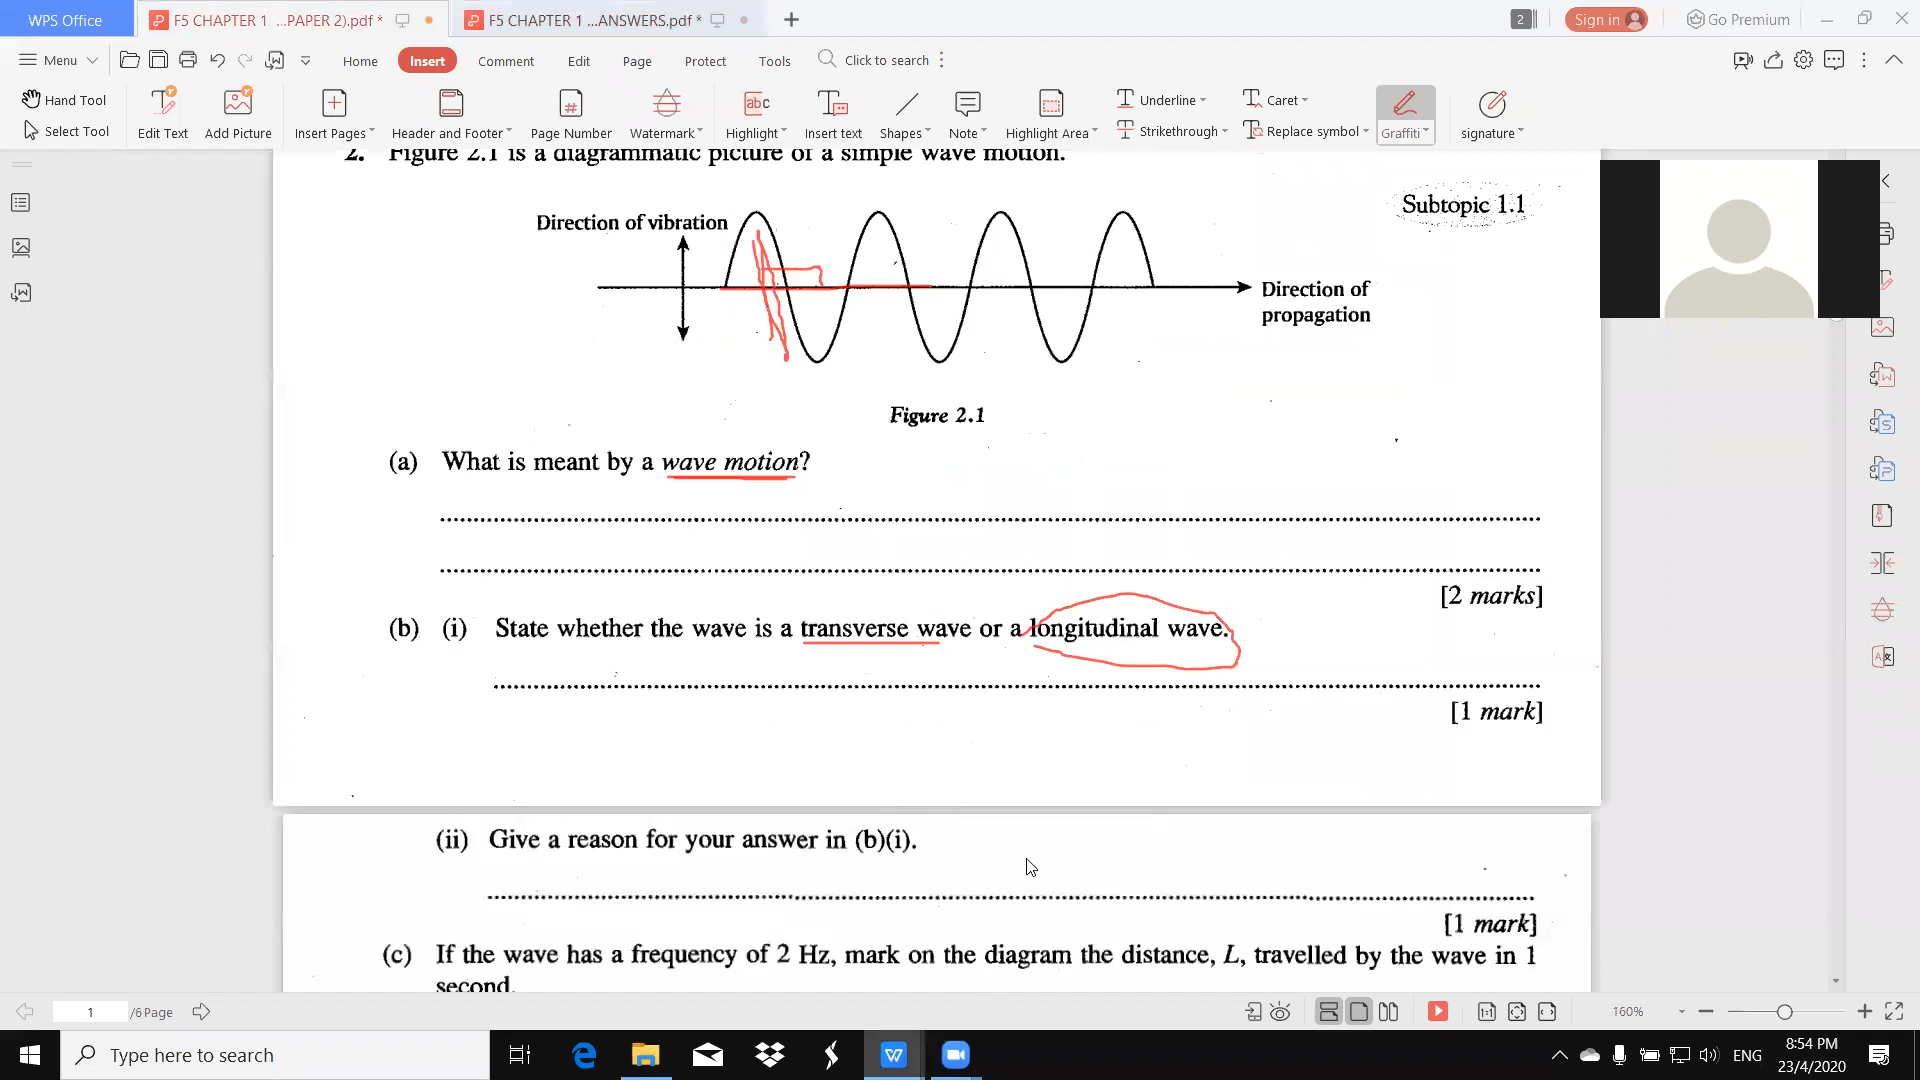 WPS Office
F5 CHAPTER 1 ...PAPER 2).pdf *
F5 CHAPTER 1 ...ANSWERS.pdf *
2
Sign in
Go Premium
Menu
Home
Insert
Comment
Edit
Page
Protect
Tools
Click to search
Hand Tool
Select Tool
Edit Text
Add Picture
Insert Pages
Header and Footer
Page Number
Watermark
Highlight
Insert text
Shapes
Note
Highlight Area
Underline
Strikethrough
Caret
Replace symbol
Graffiti
signature
2. Figure 2.1 is a diagrammatic picture of a simple wave motion.
Subtopic 1.1
Direction of vibration
Direction of
propagation
Figure 2.1
(a) What is meant by a wave motion?
[2 marks]
(b) (i) State whether the wave is a transverse wave or a longitudinal wave.
[1 mark]
(ii) Give a reason for your answer in (b)(i).
[1 mark]
(c) If the wave has a frequency of 2 Hz, mark on the diagram the distance, L, travelled by the wave in 1
second.
1
/6Page
160%
Type here to search
ENG
8:54 PM
23/4/2020